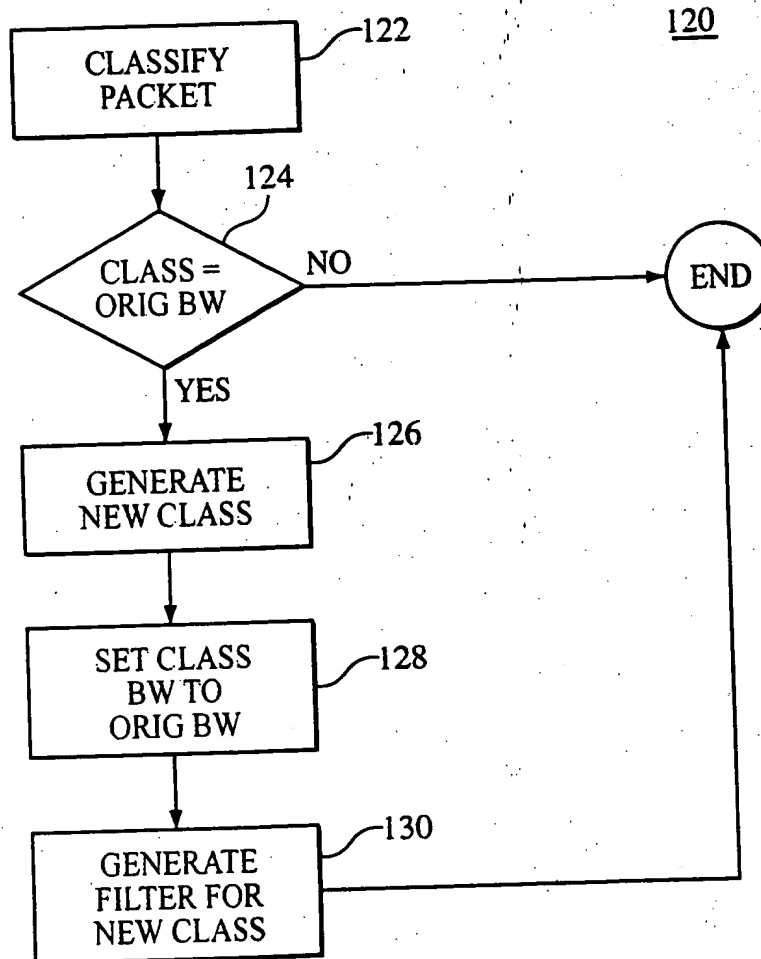 120
CLASSIFY
PACKET
122
124
CLASS =
ORIG BW
NO
END
YES
GENERATE
NEW CLASS
126
SET CLASS
BW TO
ORIG BW
128
GENERATE
FILTER FOR
NEW CLASS
130